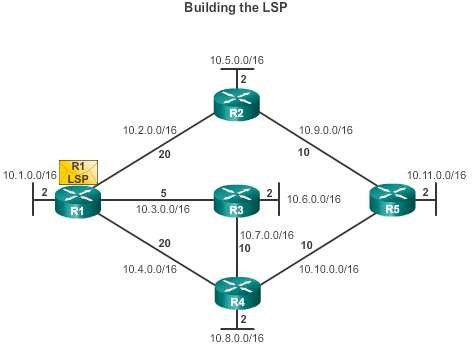 Building the LSP
10.5.0.0/16
2
R2
10.2.0.0/16
10.9.0.0/16
20
10
R1
LSP
10.1.0.0/16
2
R1
5
10.3.0.0/16
R3
2
10.6.0.0/16
10.11.0.0/16
2
R5
10.7.0.0/16
10
20
10
10.4.0.0/16
10.10.0.0/16
R4
2
10.8.0.0/16